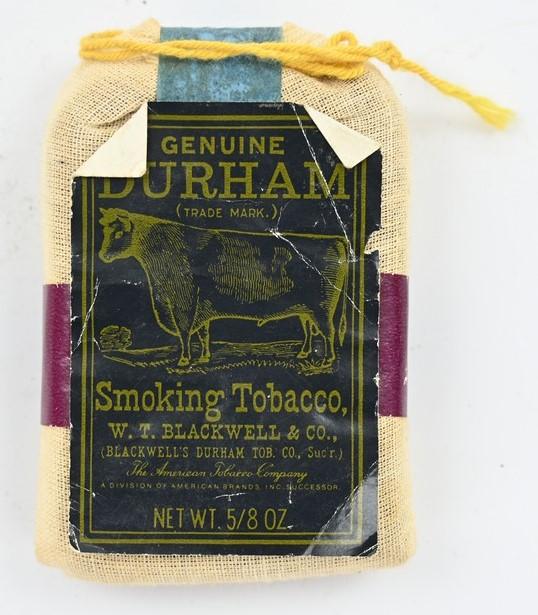 GENUINE
DURHAM
(TRADE MARK.)
Smoking Tobacco,
W. T. BLACKWELL & CO.,
(BLACKWELL'S DURHAM TOB. CO., Suc'r.)
The American Tobacco Company
A DIVISION OF AMERICAN BRANDS, INC. SUCCESSOR.
NET WT. 5/8 OZ.